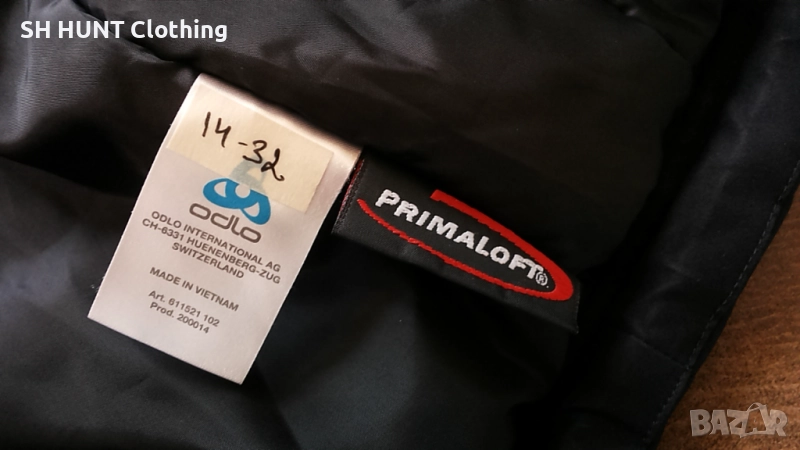 SH HUNT Clothing
14-32
odlo
ODLO INTERNATIONAL AG
CH-6331 HUENENBERG-ZUG
SWITZERLAND
MADE IN VIETNAM
Art. 611521 102
Prod. 200014
PRIMALOFT®
BAZAR